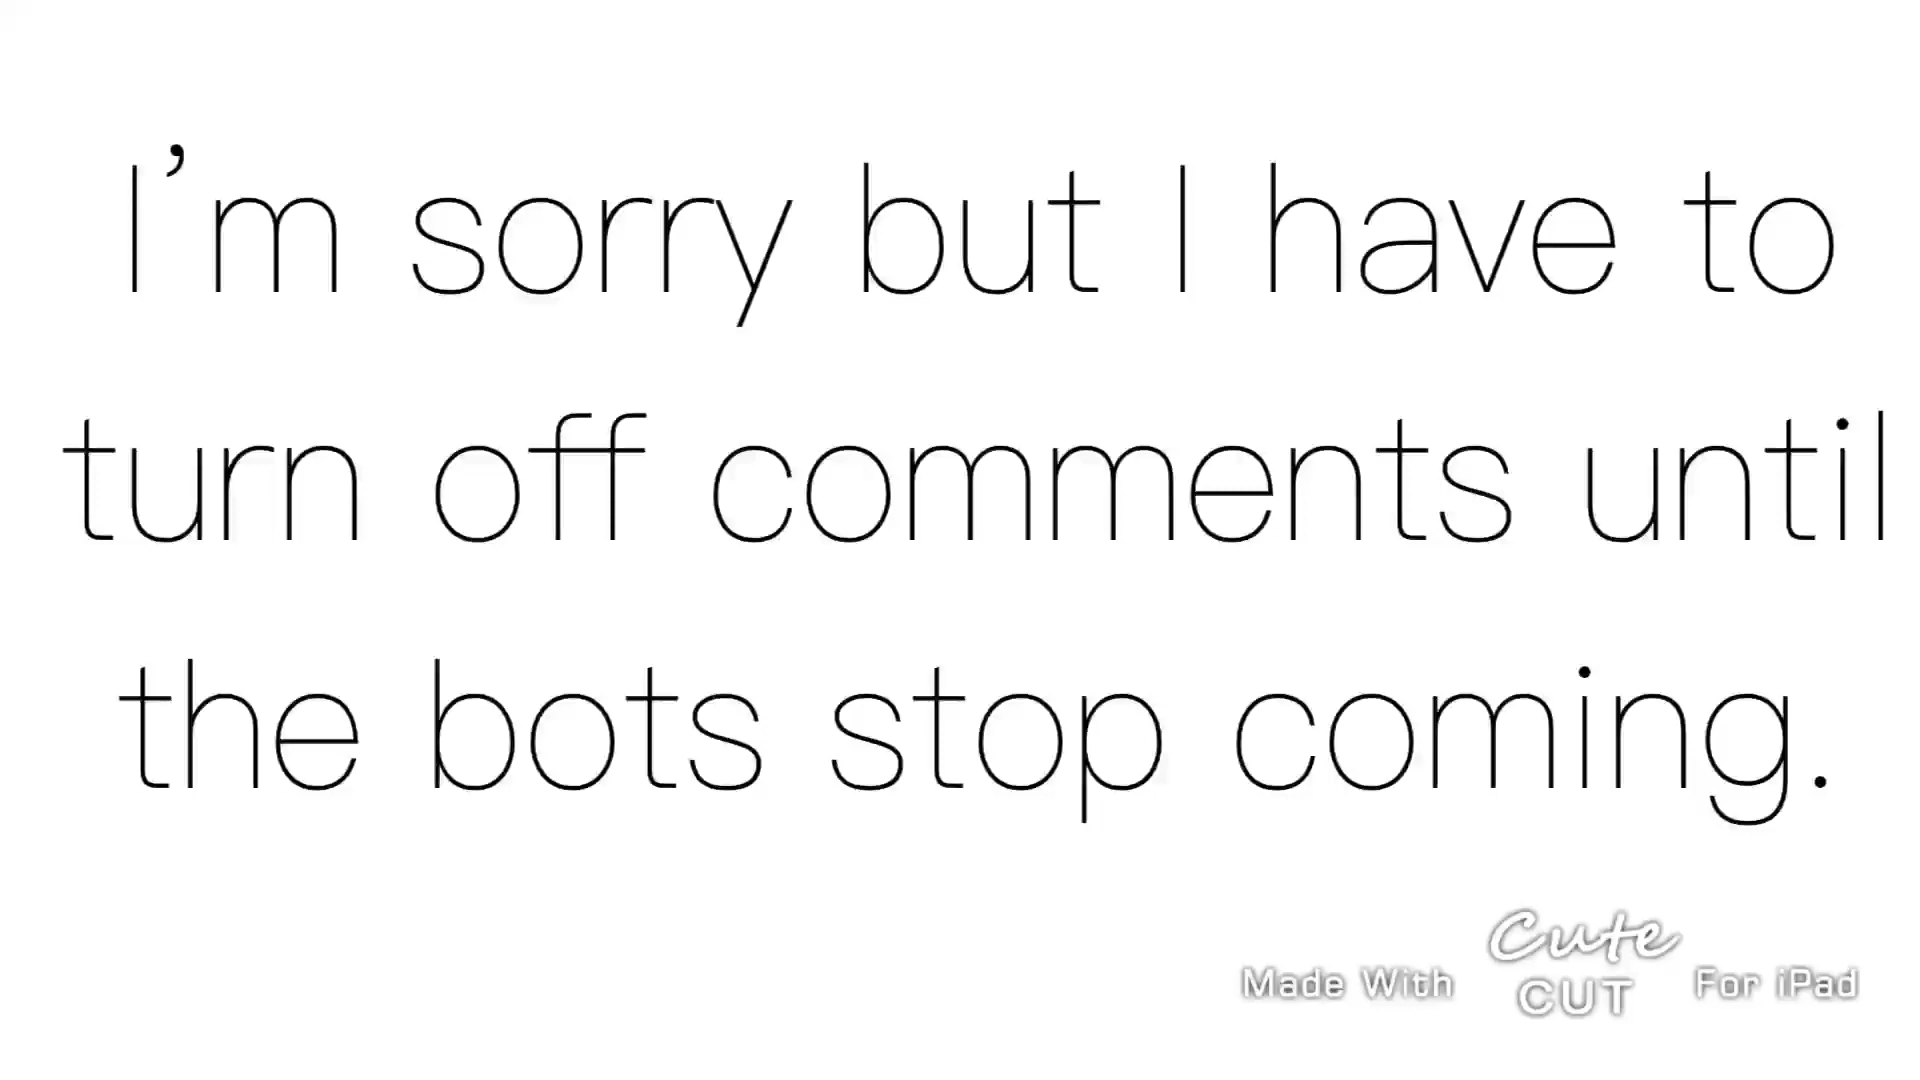 I’m sorry but I have to
turn off comments until
the bots stop coming.
Made With Cute CUT For iPad